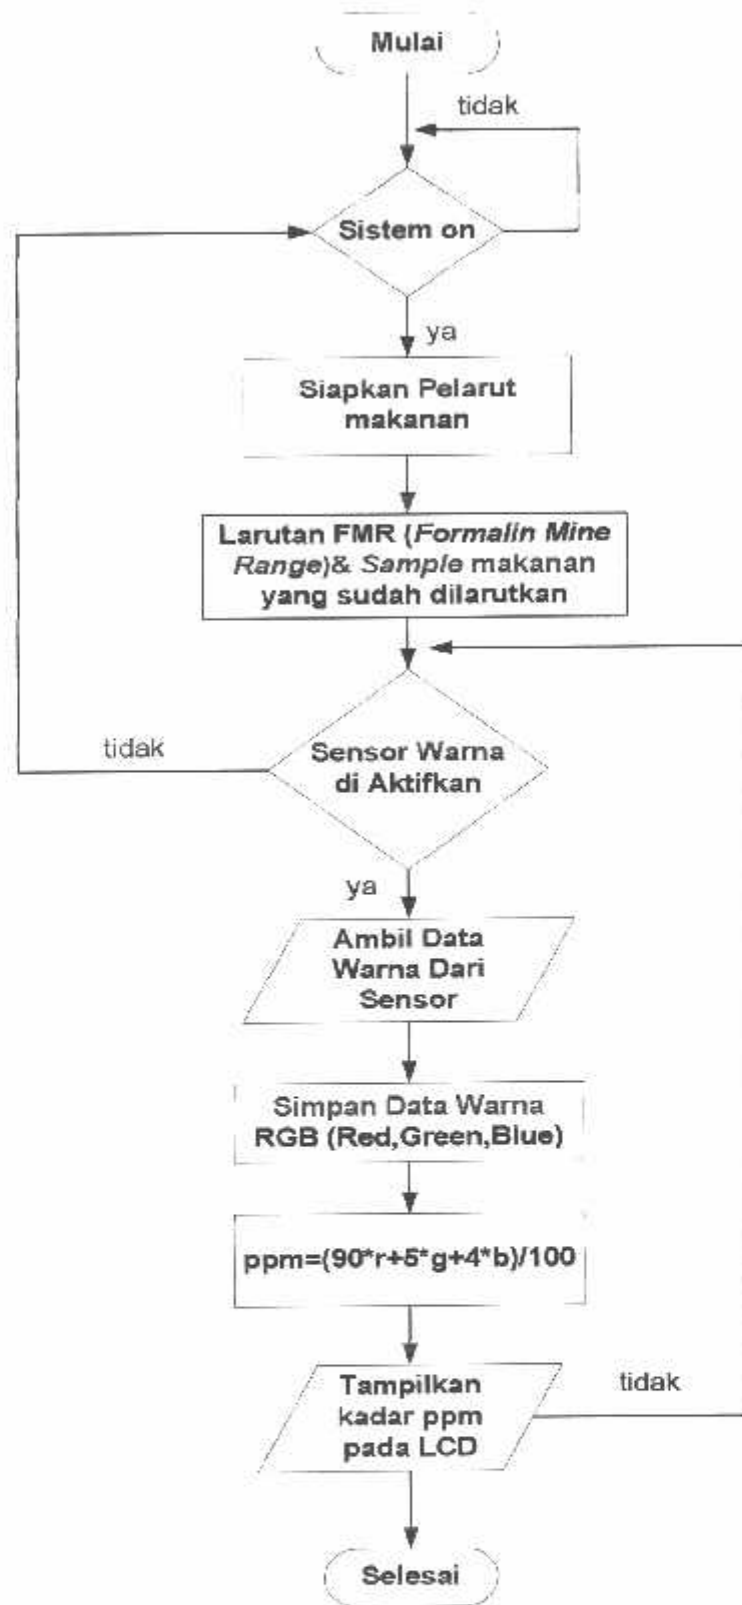 Mulai
tidak
Sistem on
ya
Siapkan Pelarut
makanan
Larutan FMR (Formalin Mine
Range)& Sample makanan
yang sudah dilarutkan
tidak
Sensor Warna
di Aktifkan
ya
Ambil Data
Warna Dari
Sensor
Simpan Data Warna
RGB (Red,Green,Blue)
ppm=(90*r+5*g+4*b)/100
Tampilkan
kadar ppm
pada LCD
tidak
Selesai